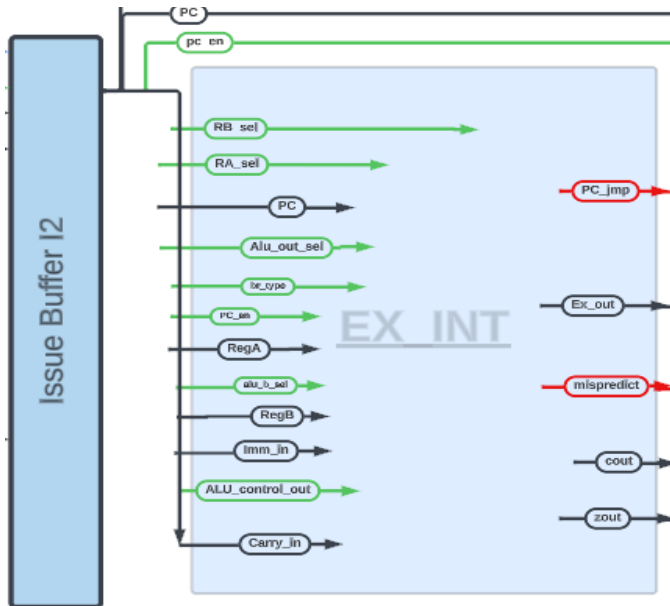 PC
pc_en
RB_sel
RA_sel
PC_jmp
PC
Alu_out_sel
br_type
Ex_out
PC_en
EX_INT
RegA
alu_b_sel
mispredict
RegB
Imm_in
cout
ALU_control_out
zout
Carry_in
Issue Buffer I2